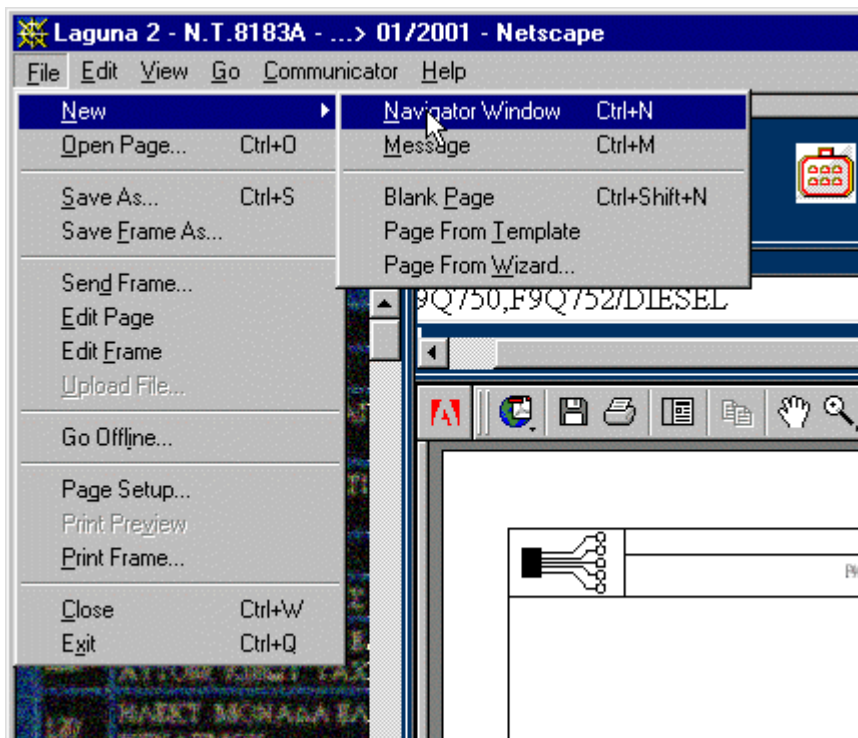 Laguna 2 - N.T.8183A - ...> 01/2001 - Netscape
File Edit View Go Communicator Help
New
Open Page... Ctrl+O
Save As... Ctrl+S
Save Frame As...
Send Frame...
Edit Page
Edit Frame
Upload File...
Go Offline...
Page Setup...
Print Preview
Print Frame...
Close Ctrl+W
Exit Ctrl+Q
Navigator Window Ctrl+N
Message Ctrl+M
Blank Page Ctrl+Shift+N
Page From Template
Page From Wizard...
9Q750,F9Q752/DIESEL